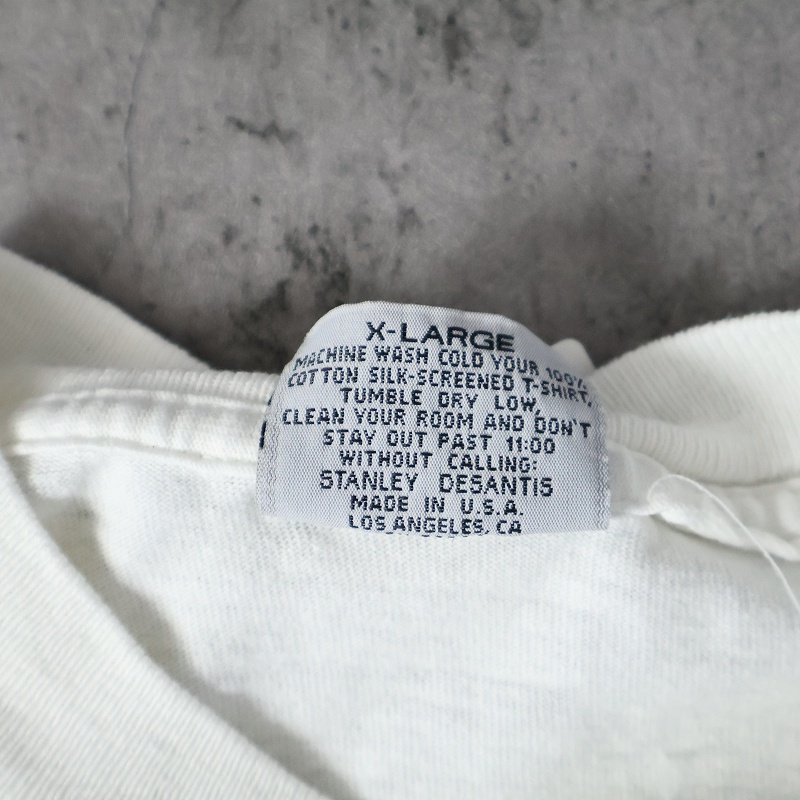 X-LARGE
MACHINE WASH COLD YOUR 100%
COTTON SILK-SCREENED T-SHIRT,
TUMBLE DRY LOW,
CLEAN YOUR ROOM AND DON'T
STAY OUT PAST 11:00
WITHOUT CALLING:
STANLEY DESANTIS
MADE IN U.S.A.
LOS ANGELES, CA